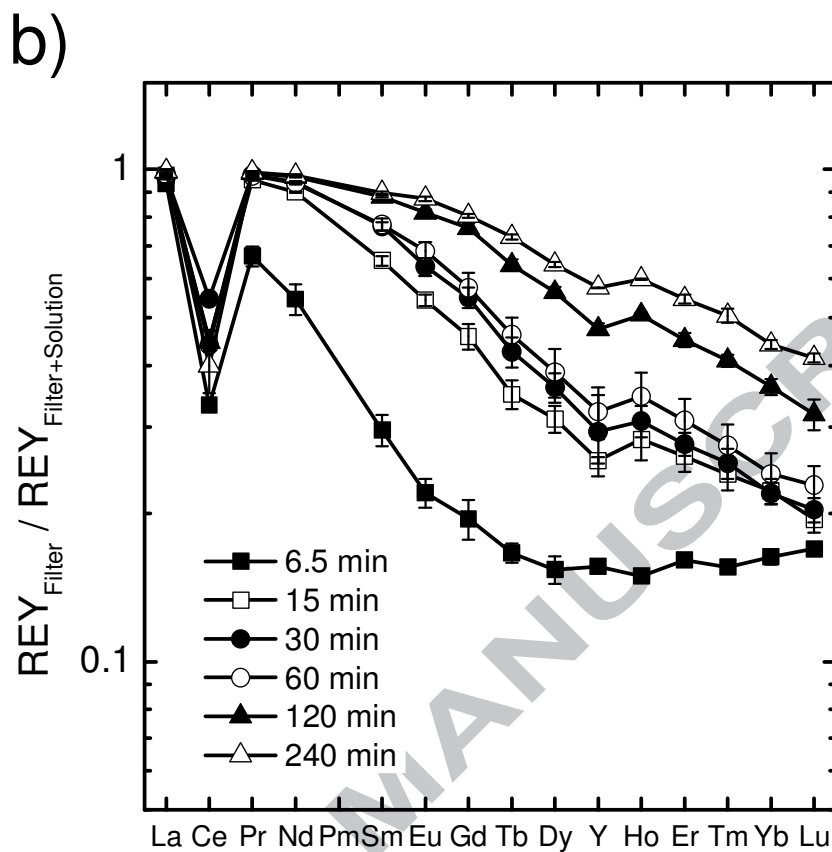 b)
1
0.1
REY_Filter / REY_Filter+Solution
6.5 min
15 min
30 min
60 min
120 min
240 min
La Ce Pr Nd Pm Sm Eu Gd Tb Dy Y Ho Er Tm Yb Lu
MANUSCR